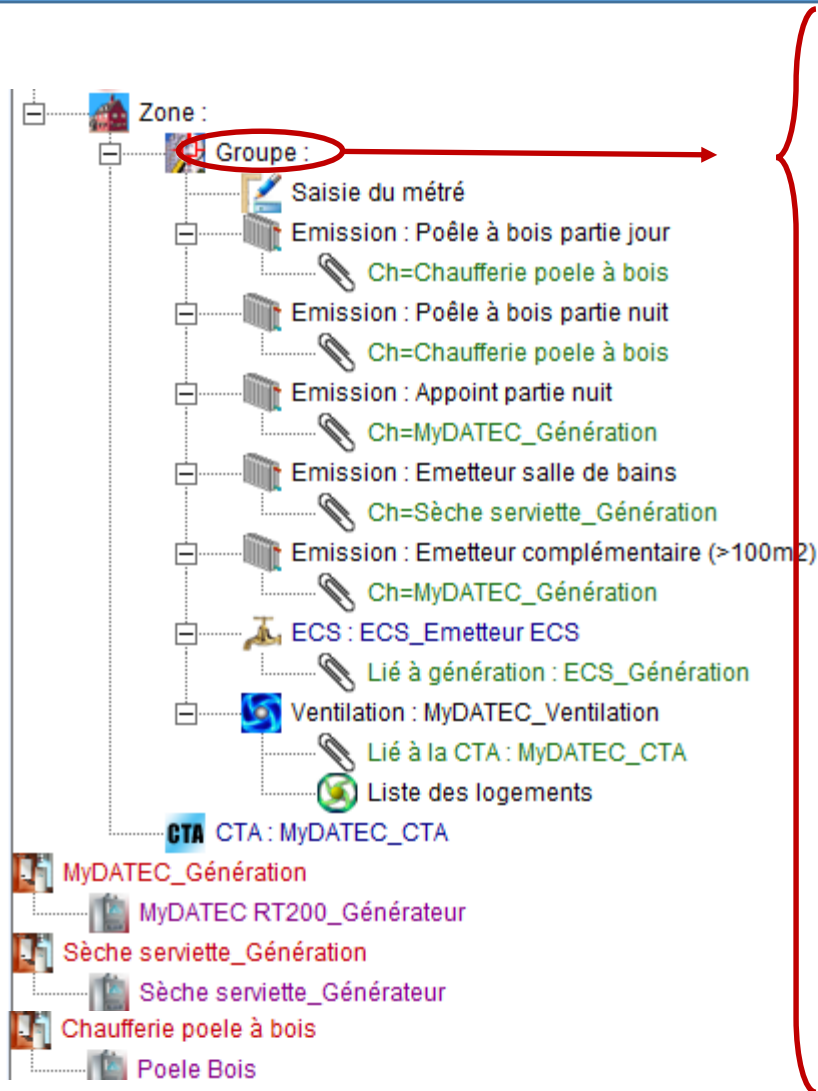 Zone :
Groupe :
Saisie du métré
Emission : Poêle à bois partie jour
Ch=Chaufferie poele à bois
Emission : Poêle à bois partie nuit
Ch=Chaufferie poele à bois
Emission : Appoint partie nuit
Ch=MyDATEC_Génération
Emission : Emetteur salle de bains
Ch=Sèche serviette_Génération
Emission : Emetteur complémentaire (>100m2)
Ch=MyDATEC_Génération
ECS : ECS_Emetteur ECS
Lié à génération : ECS_Génération
Ventilation : MyDATEC_Ventilation
Lié à la CTA : MyDATEC_CTA
Liste des logements
CTA CTA : MyDATEC_CTA
MyDATEC_Génération
MyDATEC RT200_Générateur
Sèche serviette_Génération
Sèche serviette_Générateur
Chaufferie poele à bois
Poele Bois